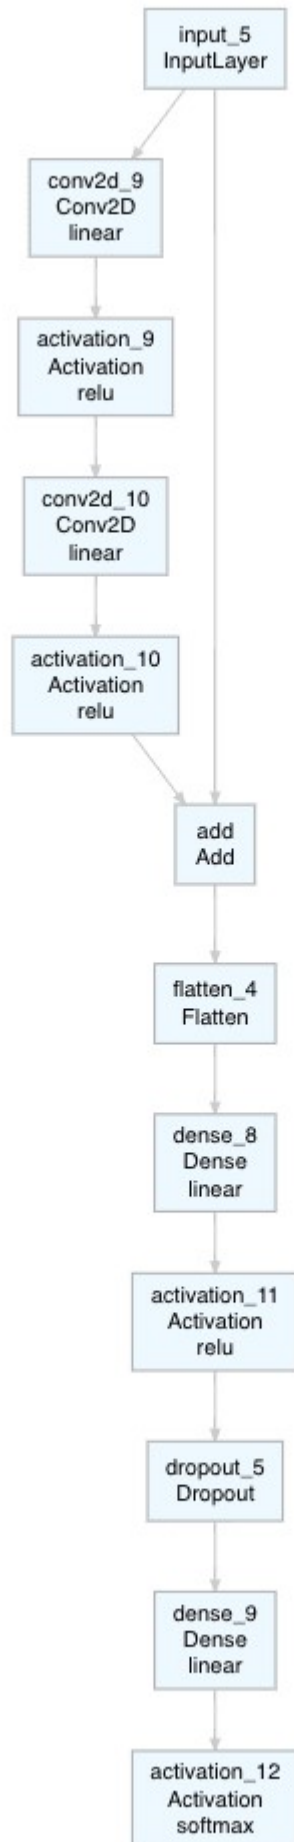 input_5
InputLayer
conv2d_9
Conv2D
linear
activation_9
Activation
relu
conv2d_10
Conv2D
linear
activation_10
Activation
relu
add
Add
flatten_4
Flatten
dense_8
Dense
linear
activation_11
Activation
relu
dropout_5
Dropout
dense_9
Dense
linear
activation_12
Activation
softmax